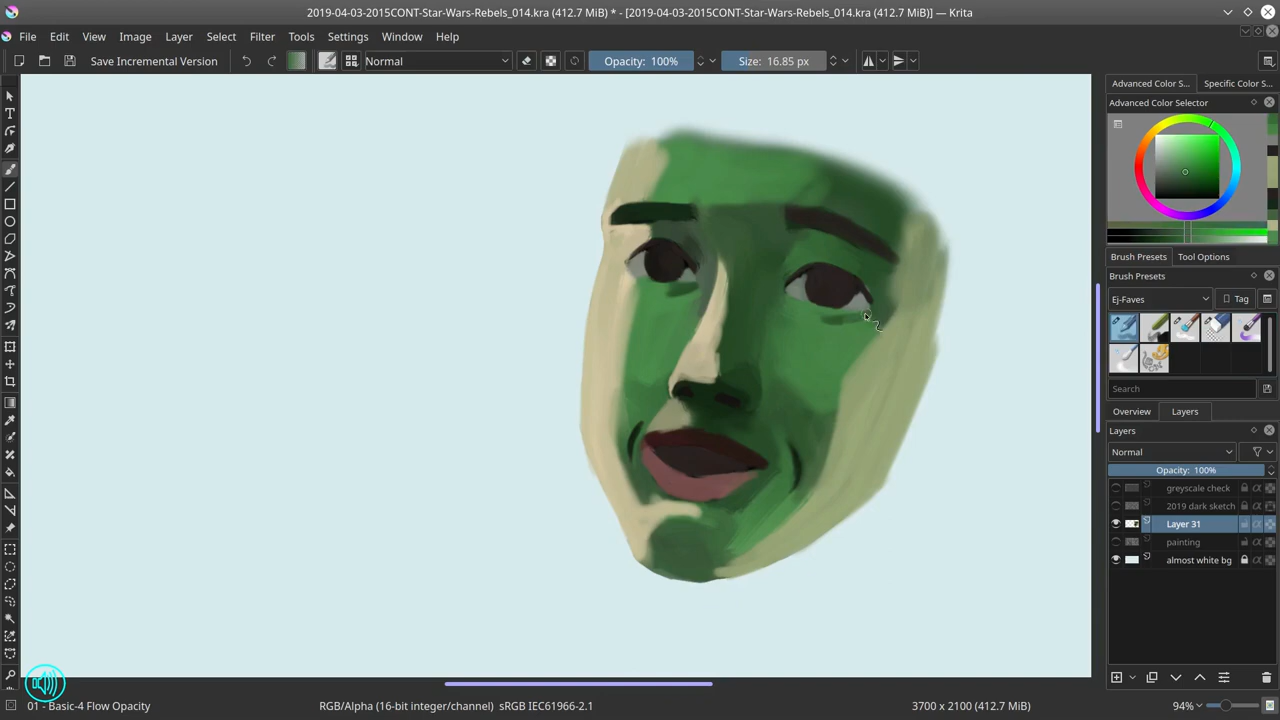 2019-04-03-2015CONT-Star-Wars-Rebels_014.kra (412.7 MiB) * - [2019-04-03-2015CONT-Star-Wars-Rebels_014.kra (412.7 MiB)] — Krita
File Edit View Image Layer Select Filter Tools Settings Window Help
Save Incremental Version Normal Opacity: 100% Size: 16.85 px
Advanced Color S... Specific Color S...
Advanced Color Selector
Brush Presets Tool Options
Brush Presets
Ej-Faves Tag
Search
Overview Layers
Layers
Normal
Opacity: 100%
greyscale check
2019 dark sketch
Layer 31
painting
almost white bg
01 - Basic-4 Flow Opacity RGB/Alpha (16-bit integer/channel) sRGB IEC61966-2.1 3700 x 2100 (412.7 MiB) 94%